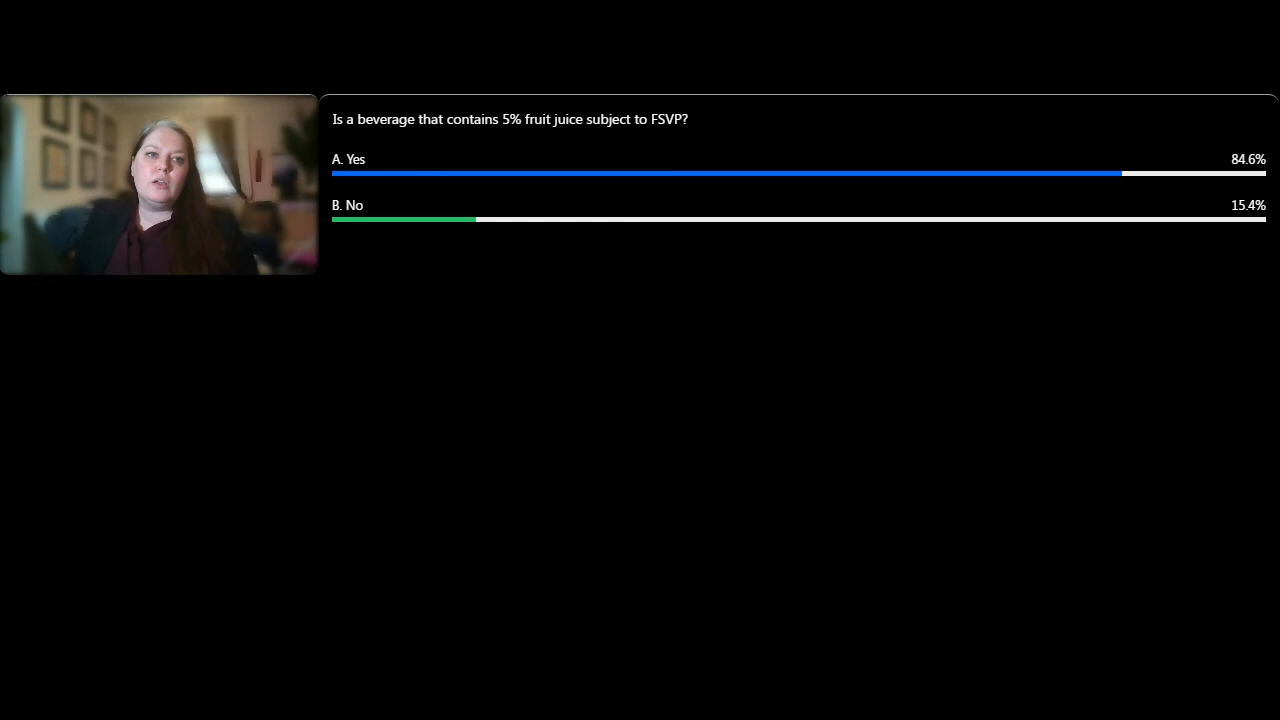 Is a beverage that contains 5% fruit juice subject to FSVP?
A. Yes 84.6%
B. No 15.4%